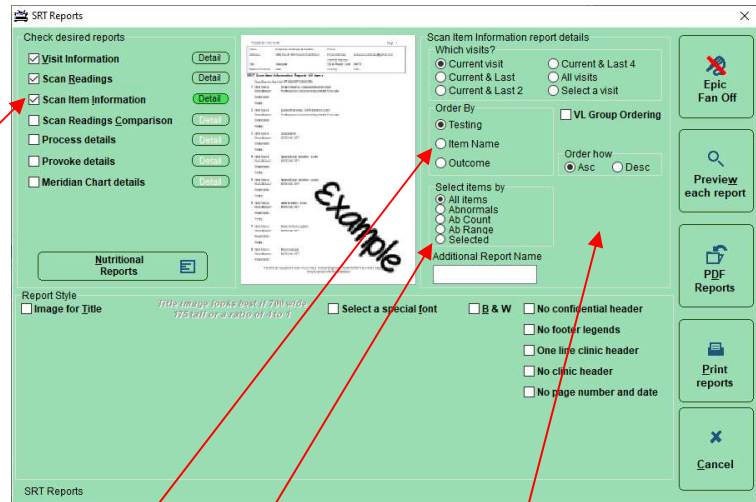 SRT Reports
Check desired reports
Visit Information Detail
Scan Readings Detail
Scan Item Information Detail
Scan Readings Comparison Detail
Process details Detail
Provoke details Detail
Meridian Chart details Detail
Nutritional
Reports
Example
Scan Item Information report details
Which visits?
Current visit Current & Last 4
Current & Last All visits
Current & Last 2 Select a visit
Order By
Testing
Item Name
Outcome
VL Group Ordering
Order how
Asc Desc
Select items by
All items
Abnormals
Ab Count
Ab Range
Selected
Additional Report Name
Epic
Fan Off
Preview
each report
PDF
Reports
Print
reports
Cancel
Report Style
Image for Title
Title image looks best if 700 wide
175 tall or a ratio of 4 to 1
Select a special font
B & W
No confidential header
No footer legends
One line clinic header
No clinic header
No page number and date
SRT Reports